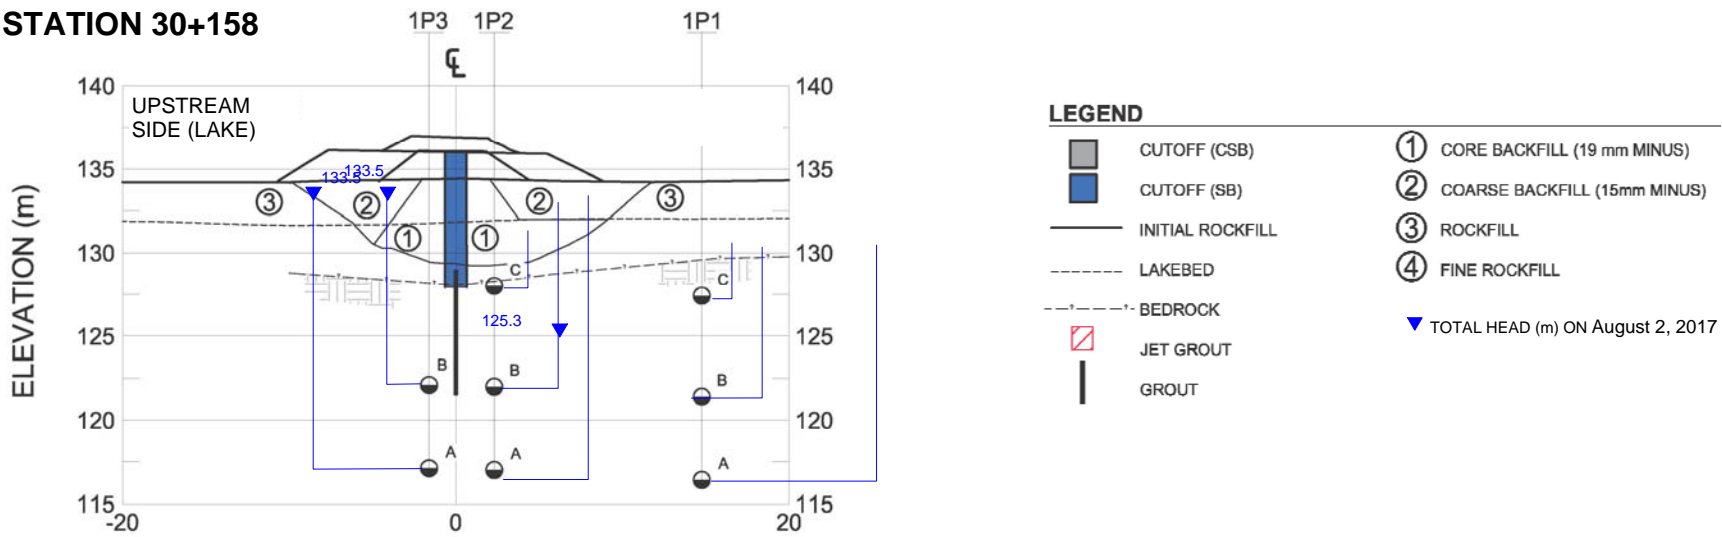 STATION 30+158
1P3 1P2 1P1
℄
140 140
UPSTREAM
SIDE (LAKE)
135 135
133.5 133.5
3 2 2 3
1 1
130 130
C C
125 125
125.3
B B B
120 120
A A A
115 115
-20 0 20
ELEVATION (m)
LEGEND
CUTOFF (CSB)
CUTOFF (SB)
INITIAL ROCKFILL
LAKEBED
BEDROCK
JET GROUT
GROUT
1 CORE BACKFILL (19 mm MINUS)
2 COARSE BACKFILL (15mm MINUS)
3 ROCKFILL
4 FINE ROCKFILL
TOTAL HEAD (m) ON August 2, 2017